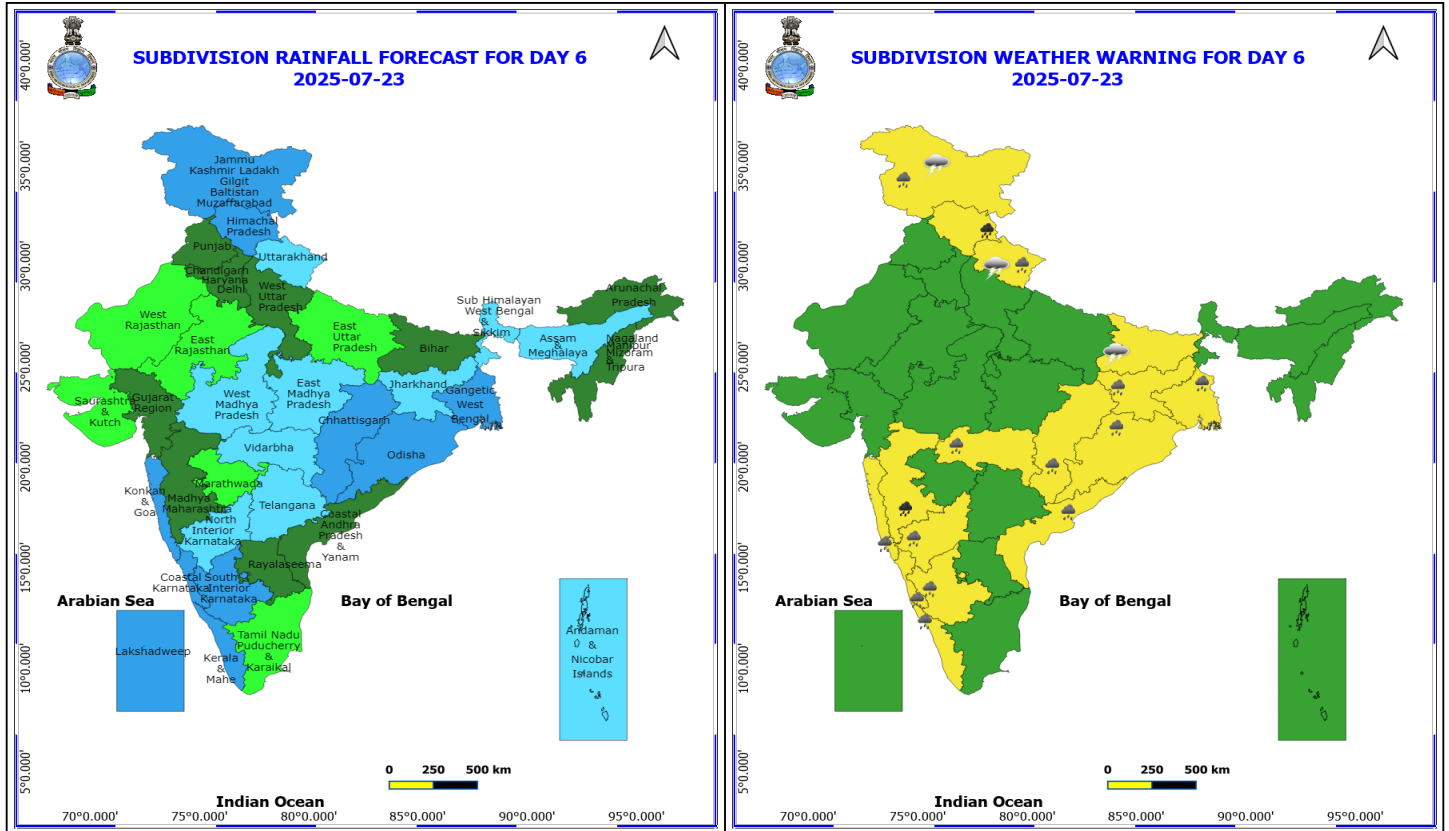 SUBDIVISION RAINFALL FORECAST FOR DAY 6
2025-07-23
40°0.000'
35°0.000'
30°0.000'
25°0.000'
20°0.000'
15°0.000'
10°0.000'
5°0.000'
Jammu
Kashmir Ladakh
Gilgit
Baltistan
Muzaffarabad
Himachal
Pradesh
Punjab
Uttarakhand
Chandigarh
Haryana
Delhi
West
Uttar
Pradesh
West
Rajasthan
East
Rajasthan
East
Uttar
Pradesh
Bihar
Sub Himalayan
West Bengal
&
Sikkim
Arunachal
Pradesh
Assam
&
Meghalaya
Nagaland
Manipur
Mizoram
&
Tripura
Saurashtra
&
Kutch
Gujarat
Region
West
Madhya
Pradesh
East
Madhya
Pradesh
Jharkhand
Gangetic
West
Bengal
Chhattisgarh
Odisha
Vidarbha
Marathwada
Konkan
&
Goa
Madhya
Maharashtra
Telangana
North
Interior
Karnataka
Coastal
Andhra
Pradesh
&
Yanam
Rayalaseema
Coastal
Karnataka
South
Interior
Karnataka
Arabian Sea
Bay of Bengal
Lakshadweep
Kerala
&
Mahe
Tamil Nadu
Puducherry
&
Karaikal
Andaman
&
Nicobar
Islands
0 250 500 km
Indian Ocean
70°0.000' 75°0.000' 80°0.000' 85°0.000' 90°0.000' 95°0.000'
SUBDIVISION WEATHER WARNING FOR DAY 6
2025-07-23
40°0.000'
35°0.000'
30°0.000'
25°0.000'
20°0.000'
15°0.000'
10°0.000'
5°0.000'
Arabian Sea
Bay of Bengal
0 250 500 km
Indian Ocean
70°0.000' 75°0.000' 80°0.000' 85°0.000' 90°0.000' 95°0.000'